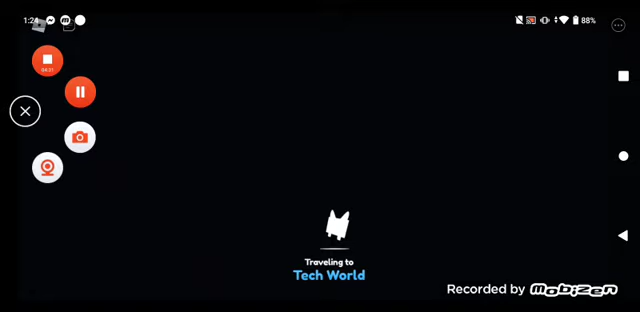 1:24
88%
04:21
Traveling to
Tech World
Recorded by Mobizen